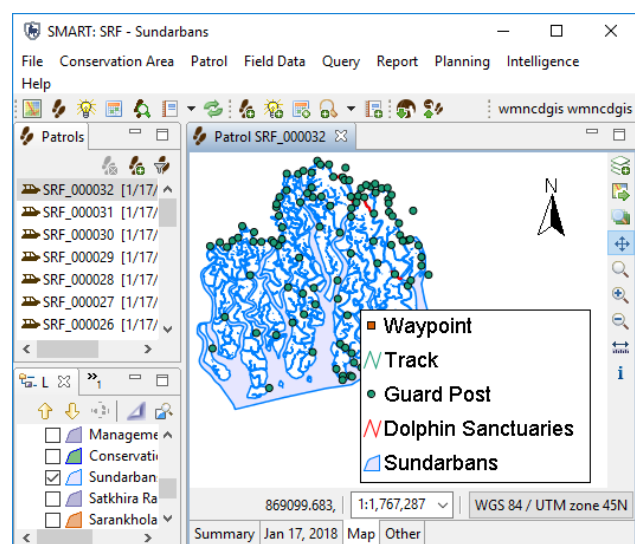 SMART: SRF - Sundarbans
File Conservation Area Patrol Field Data Query Report Planning Intelligence
Help
wmncdgis wmncdgis
Patrols
Patrol SRF_000032
SRF_000032 [1/17/
SRF_000031 [1/17/
SRF_000030 [1/17/
SRF_000029 [1/17/
SRF_000028 [1/17/
SRF_000027 [1/17/
SRF_000026 [1/17/
N
Waypoint
Track
Guard Post
Dolphin Sanctuaries
Sundarbans
L
»1
Manageme
Conservati
Sundarban
Satkhira Ra
Sarankhola
869099.683, 1:1,767,287 WGS 84 / UTM zone 45N
Summary Jan 17, 2018 Map Other